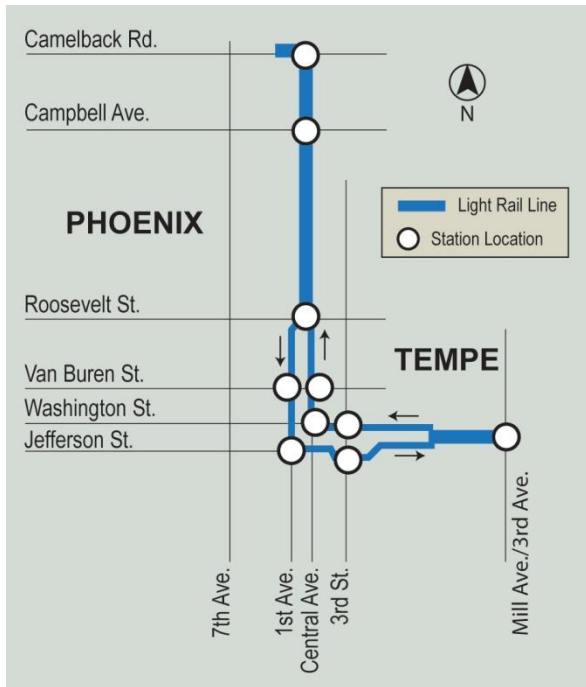 Camelback Rd.
N
Campbell Ave.
Light Rail Line
PHOENIX
Station Location
Roosevelt St.
TEMPE
Van Buren St.
Washington St.
Jefferson St.
7th Ave.
1st Ave.
Central Ave.
3rd St.
Mill Ave./3rd Ave.